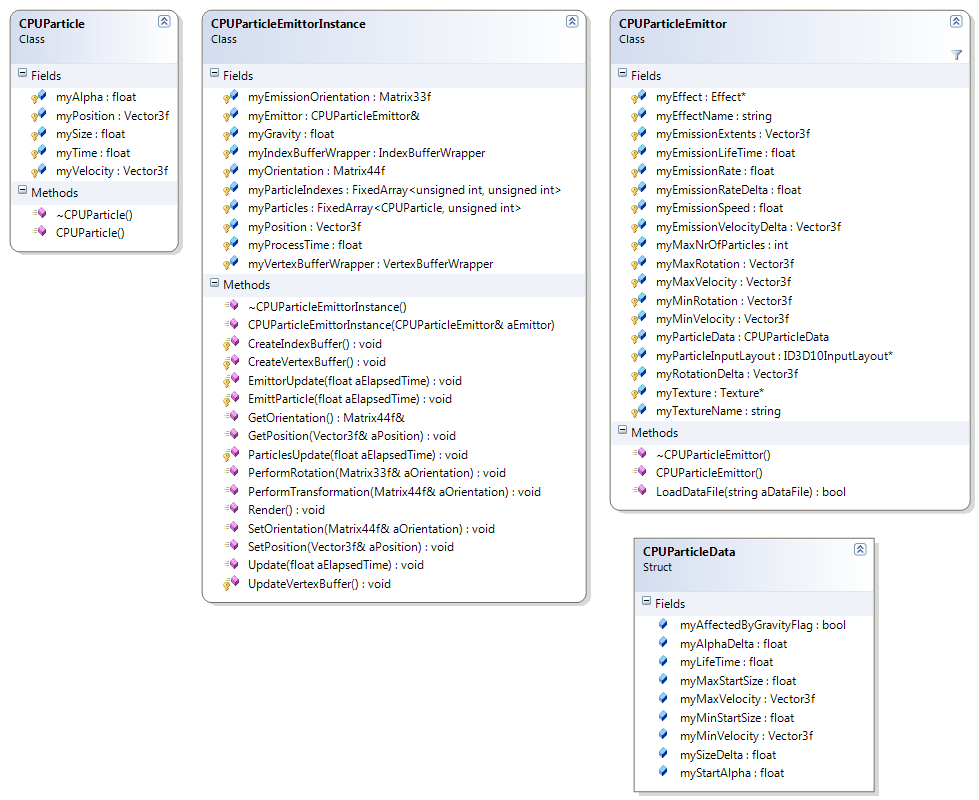 CPUParticle
Class
Fields
myAlpha : float
myPosition : Vector3f
mySize : float
myTime : float
myVelocity : Vector3f
Methods
~CPUParticle()
CPUParticle()
CPUParticleEmittorInstance
Class
Fields
myEmissionOrientation : Matrix33f
myEmittor : CPUParticleEmittor&
myGravity : float
myIndexBufferWrapper : IndexBufferWrapper
myOrientation : Matrix44f
myParticleIndexes : FixedArray<unsigned int, unsigned int>
myParticles : FixedArray<CPUParticle, unsigned int>
myPosition : Vector3f
myProcessTime : float
myVertexBufferWrapper : VertexBufferWrapper
Methods
~CPUParticleEmittorInstance()
CPUParticleEmittorInstance(CPUParticleEmittor& aEmittor)
CreateIndexBuffer() : void
CreateVertexBuffer() : void
EmittorUpdate(float aElapsedTime) : void
EmittParticle(float aElapsedTime) : void
GetOrientation() : Matrix44f&
GetPosition(Vector3f& aPosition) : void
ParticlesUpdate(float aElapsedTime) : void
PerformRotation(Matrix33f& aOrientation) : void
PerformTransformation(Matrix44f& aOrientation) : void
Render() : void
SetOrientation(Matrix44f& aOrientation) : void
SetPosition(Vector3f& aPosition) : void
Update(float aElapsedTime) : void
UpdateVertexBuffer() : void
CPUParticleEmittor
Class
Fields
myEffect : Effect*
myEffectName : string
myEmissionExtents : Vector3f
myEmissionLifeTime : float
myEmissionRate : float
myEmissionRateDelta : float
myEmissionSpeed : float
myEmissionVelocityDelta : Vector3f
myMaxNrOfParticles : int
myMaxRotation : Vector3f
myMaxVelocity : Vector3f
myMinRotation : Vector3f
myMinVelocity : Vector3f
myParticleData : CPUParticleData
myParticleInputLayout : ID3D10InputLayout*
myRotationDelta : Vector3f
myTexture : Texture*
myTextureName : string
Methods
~CPUParticleEmittor()
CPUParticleEmittor()
LoadDataFile(string aDataFile) : bool
CPUParticleData
Struct
Fields
myAffectedByGravityFlag : bool
myAlphaDelta : float
myLifeTime : float
myMaxStartSize : float
myMaxVelocity : Vector3f
myMinStartSize : float
myMinVelocity : Vector3f
mySizeDelta : float
myStartAlpha : float